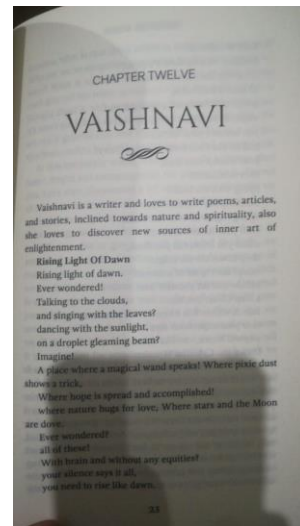 CHAPTER TWELVE
VAISHNAVI
Vaishnavi is a writer and loves to write poems, articles,
and stories, inclined towards nature and spirituality, also
she loves to discover new sources of inner art of
enlightenment.
Rising Light Of Dawn
Rising light of dawn.
Ever wondered!
Talking to the clouds,
and singing with the leaves?
dancing with the sunlight,
on a droplet gleaming beam?
Imagine!
A place where a magical wand speaks! Where pixie dust
shows a trick,
Where hope is spread and accomplished!
where nature hugs for love, Where stars and the Moon
are dove,
Ever wondered?
all of these!
With brain and without any equities?
your silence says it all,
you need to rise like dawn.